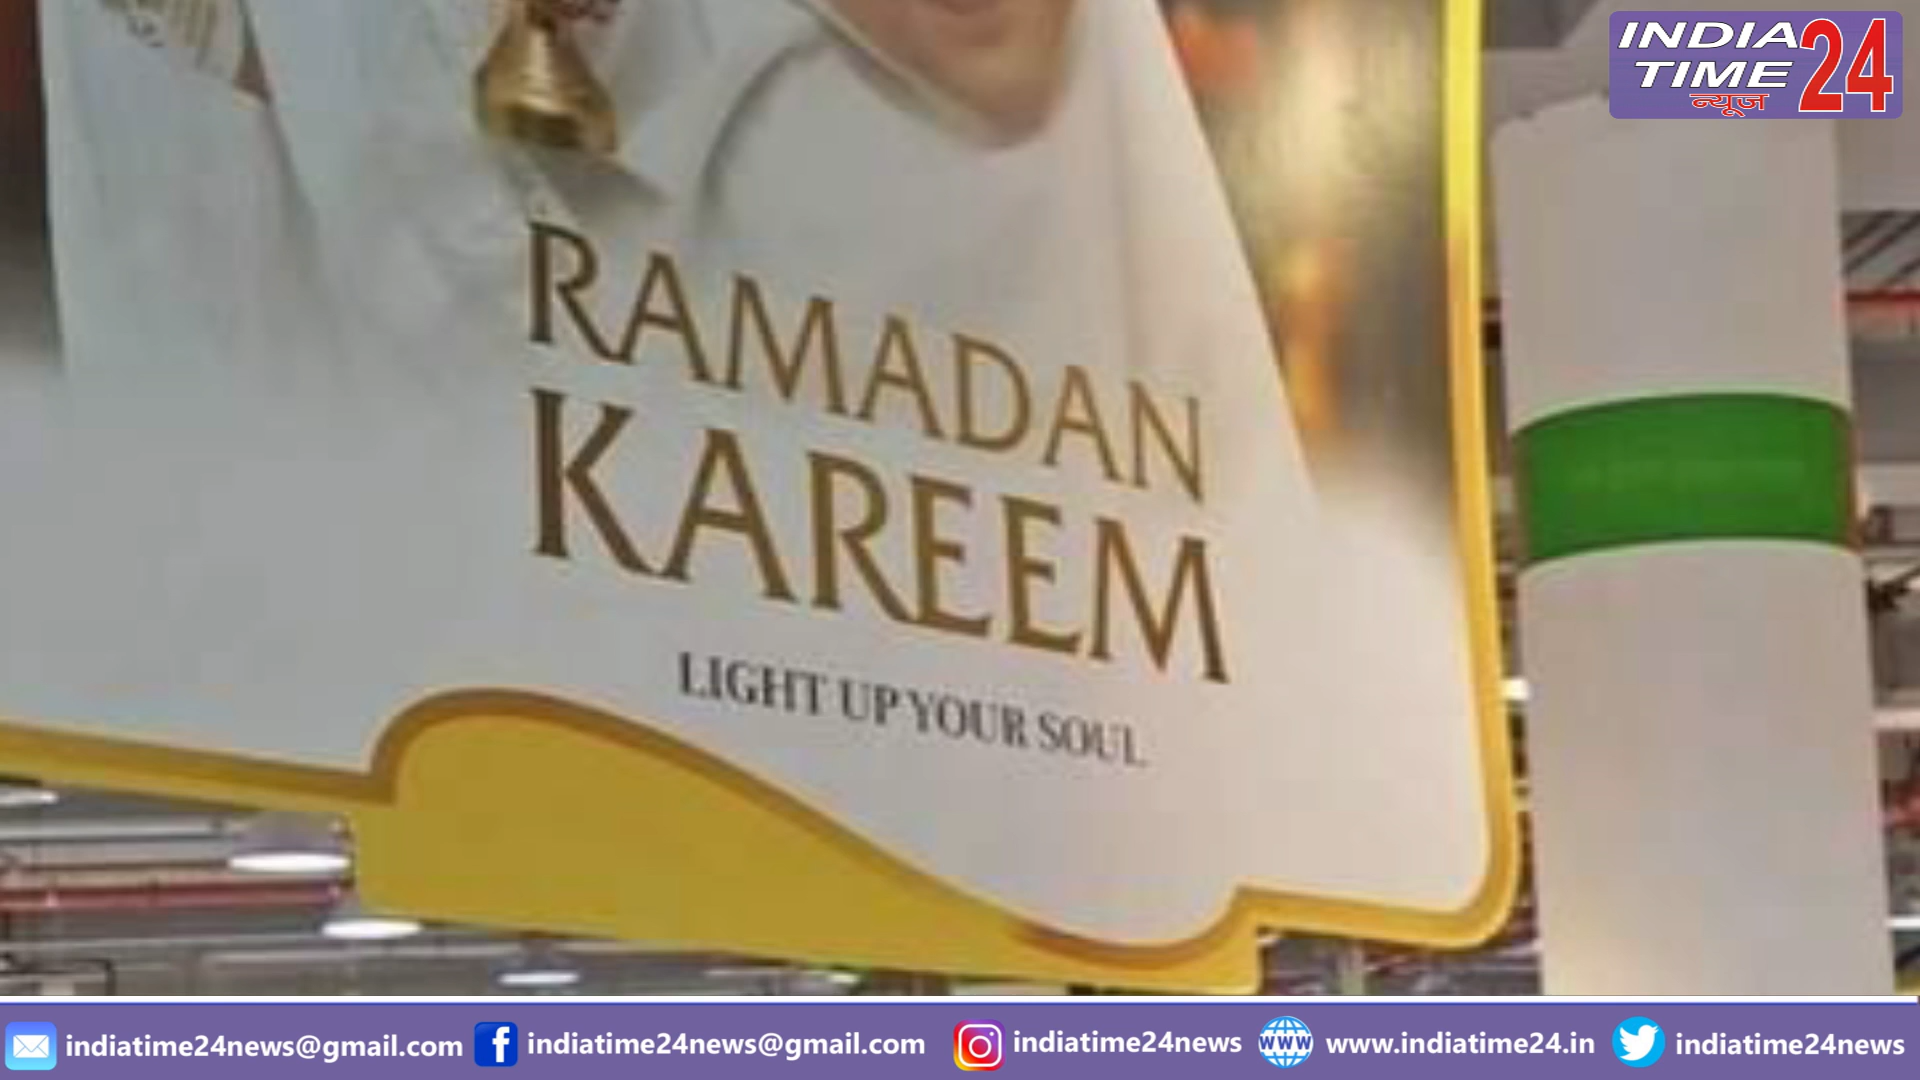 INDIA
TIME 24
न्यूज
RAMADAN
KAREEM
LIGHT UP YOUR SOUL
indiatime24news@gmail.com
indiatime24news@gmail.com
indiatime24news
www
www.indiatime24.in
indiatime24news